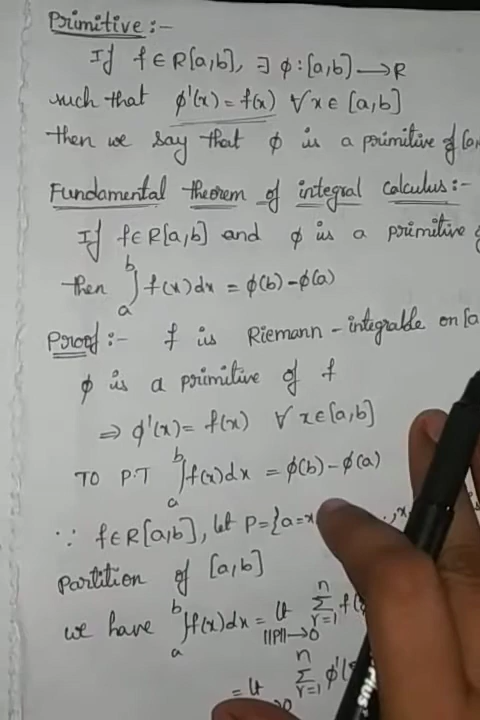 Primitive :-
If f ∈ R[a,b], ∃ φ : [a,b] → R
such that φ'(x) = f(x) ∀ x ∈ [a,b]
then we say that φ is a primitive of
Fundamental theorem of integral calculus :-
If f ∈ R[a,b] and φ is a primitive
then ∫_a^b f(x) dx = φ(b) - φ(a)
Proof :- f is Riemann - integrable on [a
φ is a primitive of f
⇒ φ'(x) = f(x) ∀ x ∈ [a,b]
TO P.T ∫_a^b f(x) dx = φ(b) - φ(a)
∵ f ∈ R[a,b], let P = {a = x
Partition of [a,b]
we have ∫_a^b f(x) dx = lt_{||P||→0} Σ_{r=1}^n f(
= lt Σ_{r=1}^n φ'(